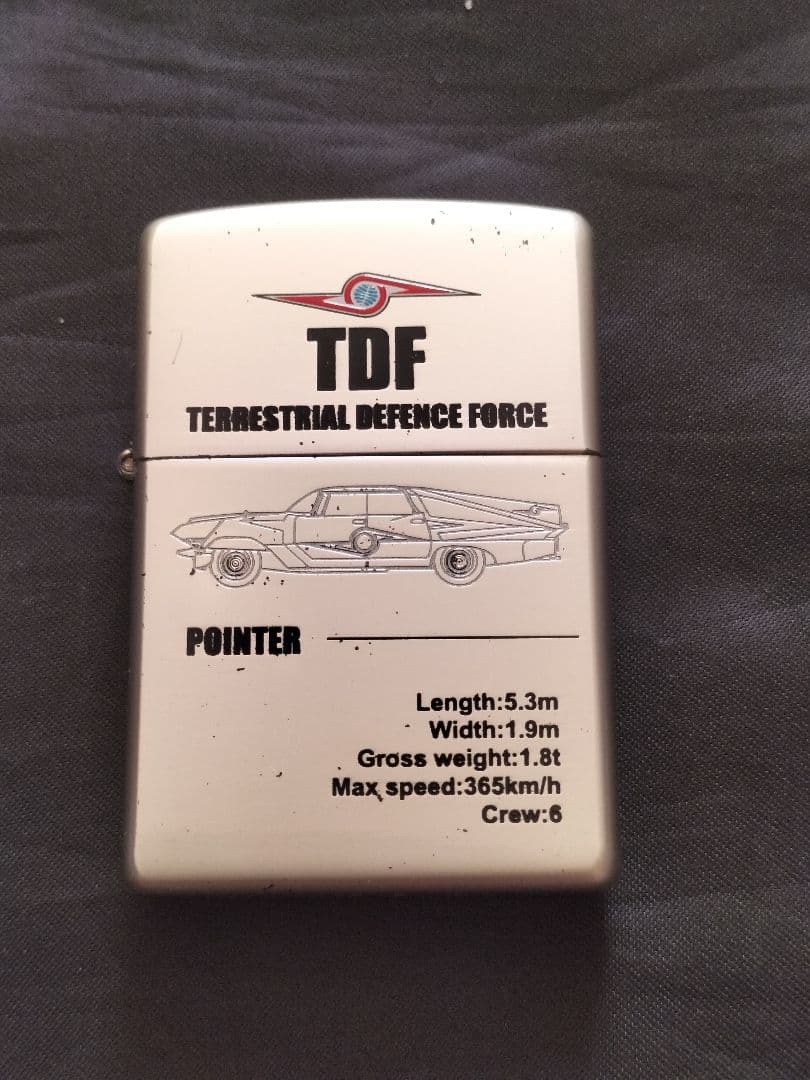 TDF
TERRESTRIAL DEFENCE FORCE
POINTER
Length:5.3m
Width:1.9m
Gross weight:1.8t
Max speed:365km/h
Crew:6